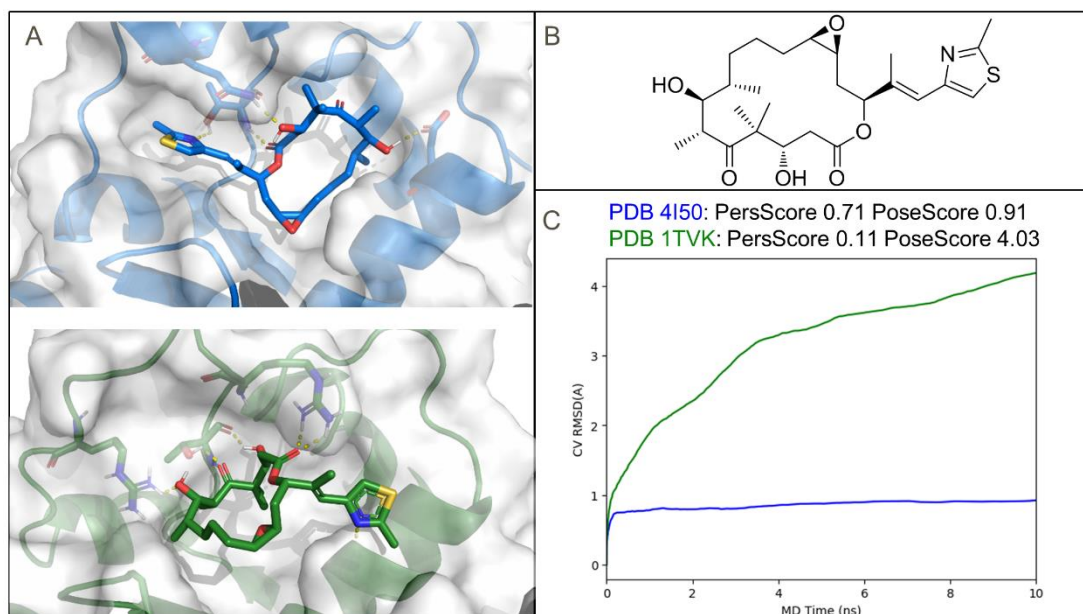 A
B
O
N
S
HO
O
O
OH
O
C
PDB 4I50: PersScore 0.71 PoseScore 0.91
PDB 1TVK: PersScore 0.11 PoseScore 4.03
4
3
2
1
0
CV RMSD(A)
0 2 4 6 8 10
MD Time (ns)